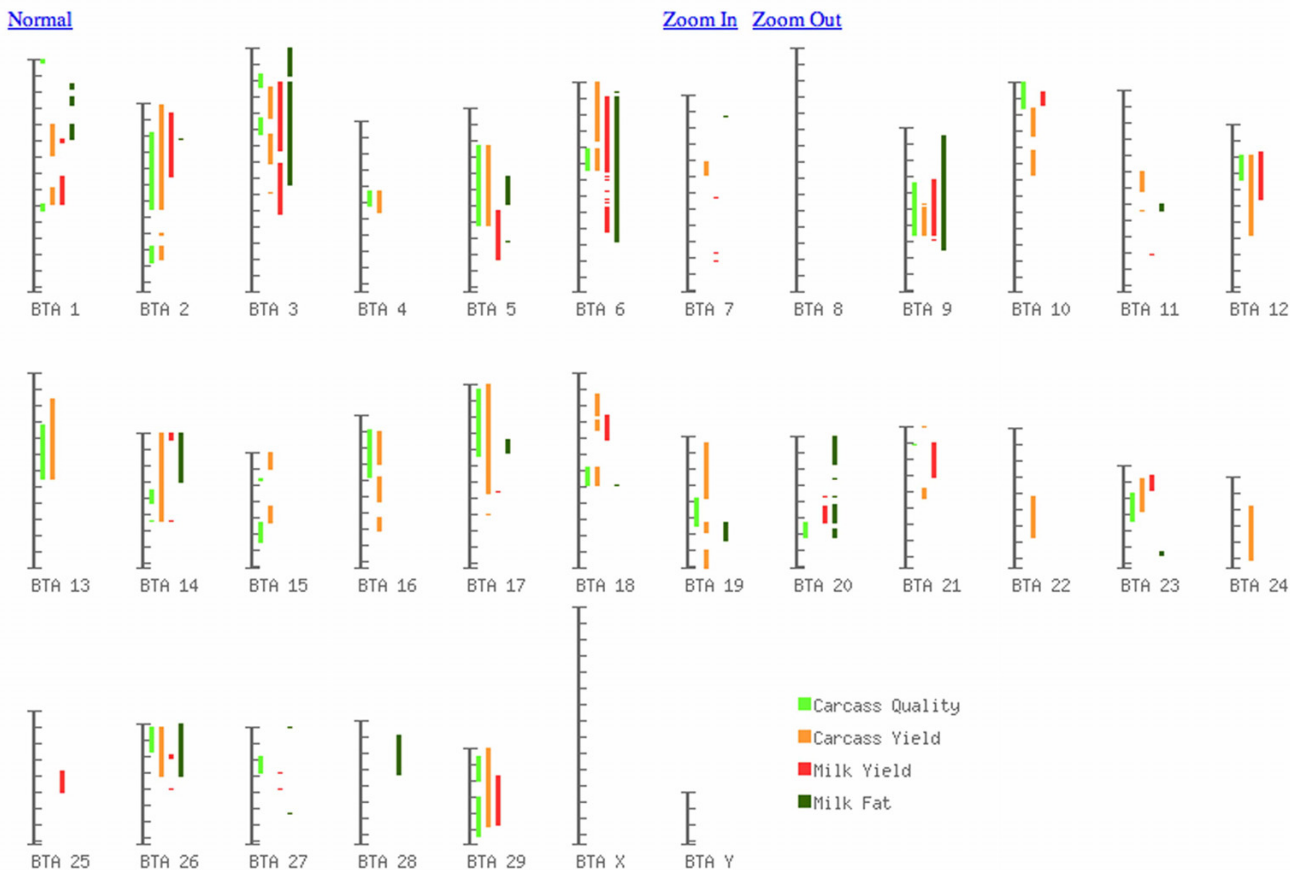 Normal Zoom In Zoom Out
BTA 1 BTA 2 BTA 3 BTA 4 BTA 5 BTA 6 BTA 7 BTA 8 BTA 9 BTA 10 BTA 11 BTA 12
BTA 13 BTA 14 BTA 15 BTA 16 BTA 17 BTA 18 BTA 19 BTA 20 BTA 21 BTA 22 BTA 23 BTA 24
Carcass Quality
Carcass Yield
Milk Yield
Milk Fat
BTA 25 BTA 26 BTA 27 BTA 28 BTA 29 BTA X BTA Y